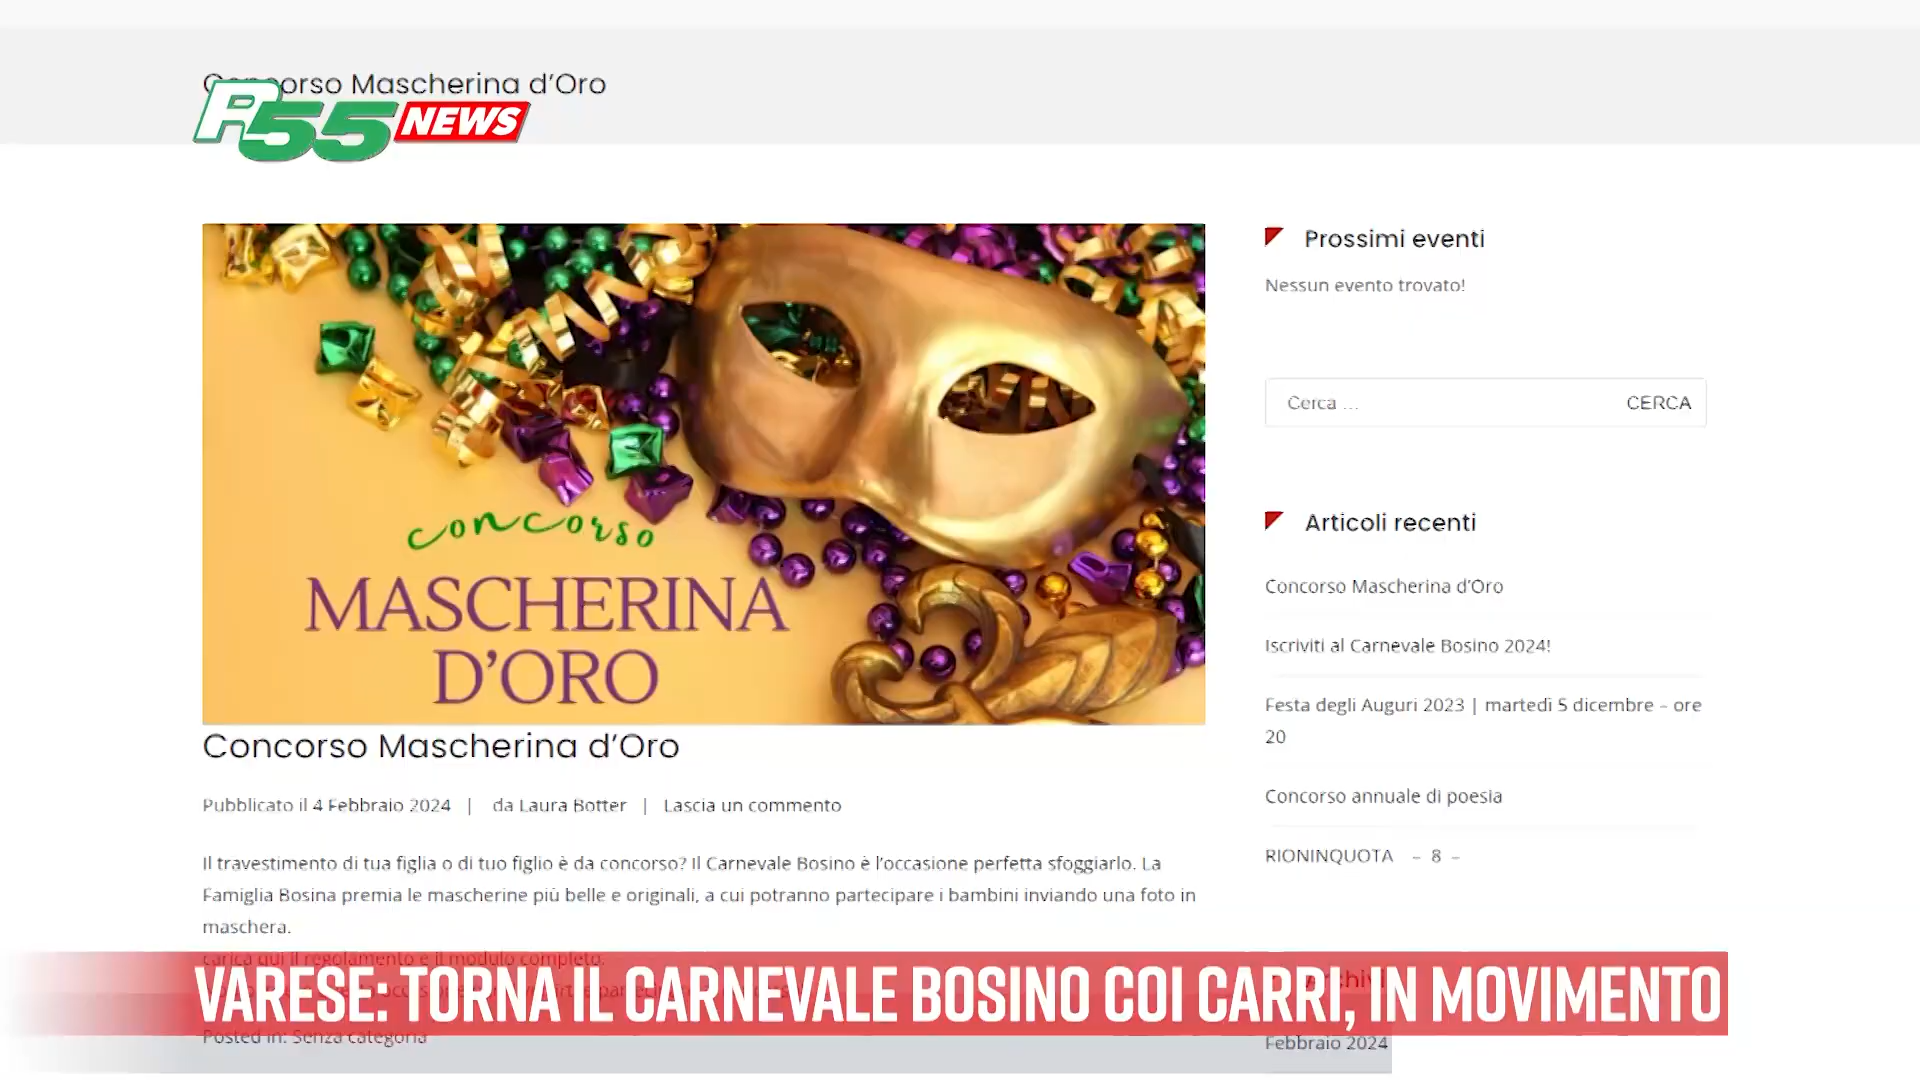 Concorso Mascherina d'Oro
R55 NEWS
concorso
MASCHERINA
D'ORO
Concorso Mascherina d'Oro
Pubblicato il 4 Febbraio 2024 | da Laura Botter | Lascia un commento
Il travestimento di tua figlia o di tuo figlio è da concorso? Il Carnevale Bosino è l'occasione perfetta sfoggiarlo. La
Famiglia Bosina premia le mascherine più belle e originali, a cui potranno partecipare i bambini inviando una foto in
maschera.
carica qui il regolamento e il modulo completo.
Posted in: Senza categoria
Prossimi eventi
Nessun evento trovato!
Cerca ... CERCA
Articoli recenti
Concorso Mascherina d'Oro
Iscriviti al Carnevale Bosino 2024!
Festa degli Auguri 2023 | martedì 5 dicembre – ore
20
Concorso annuale di poesia
RIONINQUOTA – 8 –
Archivi
Febbraio 2024
VARESE: TORNA IL CARNEVALE BOSINO COI CARRI, IN MOVIMENTO